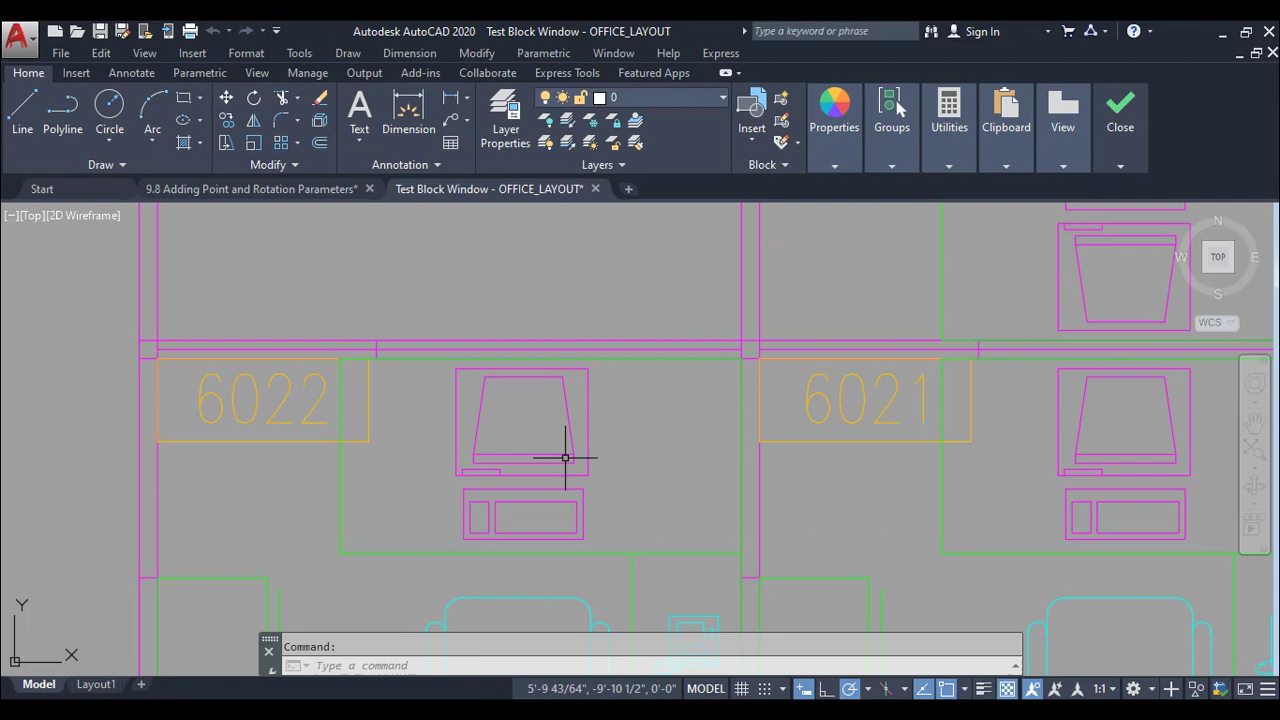 Autodesk AutoCAD 2020 Test Block Window - OFFICE_LAYOUT
Type a keyword or phrase
Sign In
File Edit View Insert Format Tools Draw Dimension Modify Parametric Window Help Express
Home Insert Annotate Parametric View Manage Output Add-ins Collaborate Express Tools Featured Apps
Line Polyline Circle Arc Text Dimension Layer Properties 0 Insert Properties Groups Utilities Clipboard View Close
Draw Modify Annotation Layers Block
Start 9.8 Adding Point and Rotation Parameters* Test Block Window - OFFICE_LAYOUT*
[−][Top][2D Wireframe]
N
W TOP E
S
WCS
6022 6021
Y
X
Command:
Type a command
Model Layout1
5'-9 43/64", -9'-10 1/2", 0'-0" MODEL 1:1